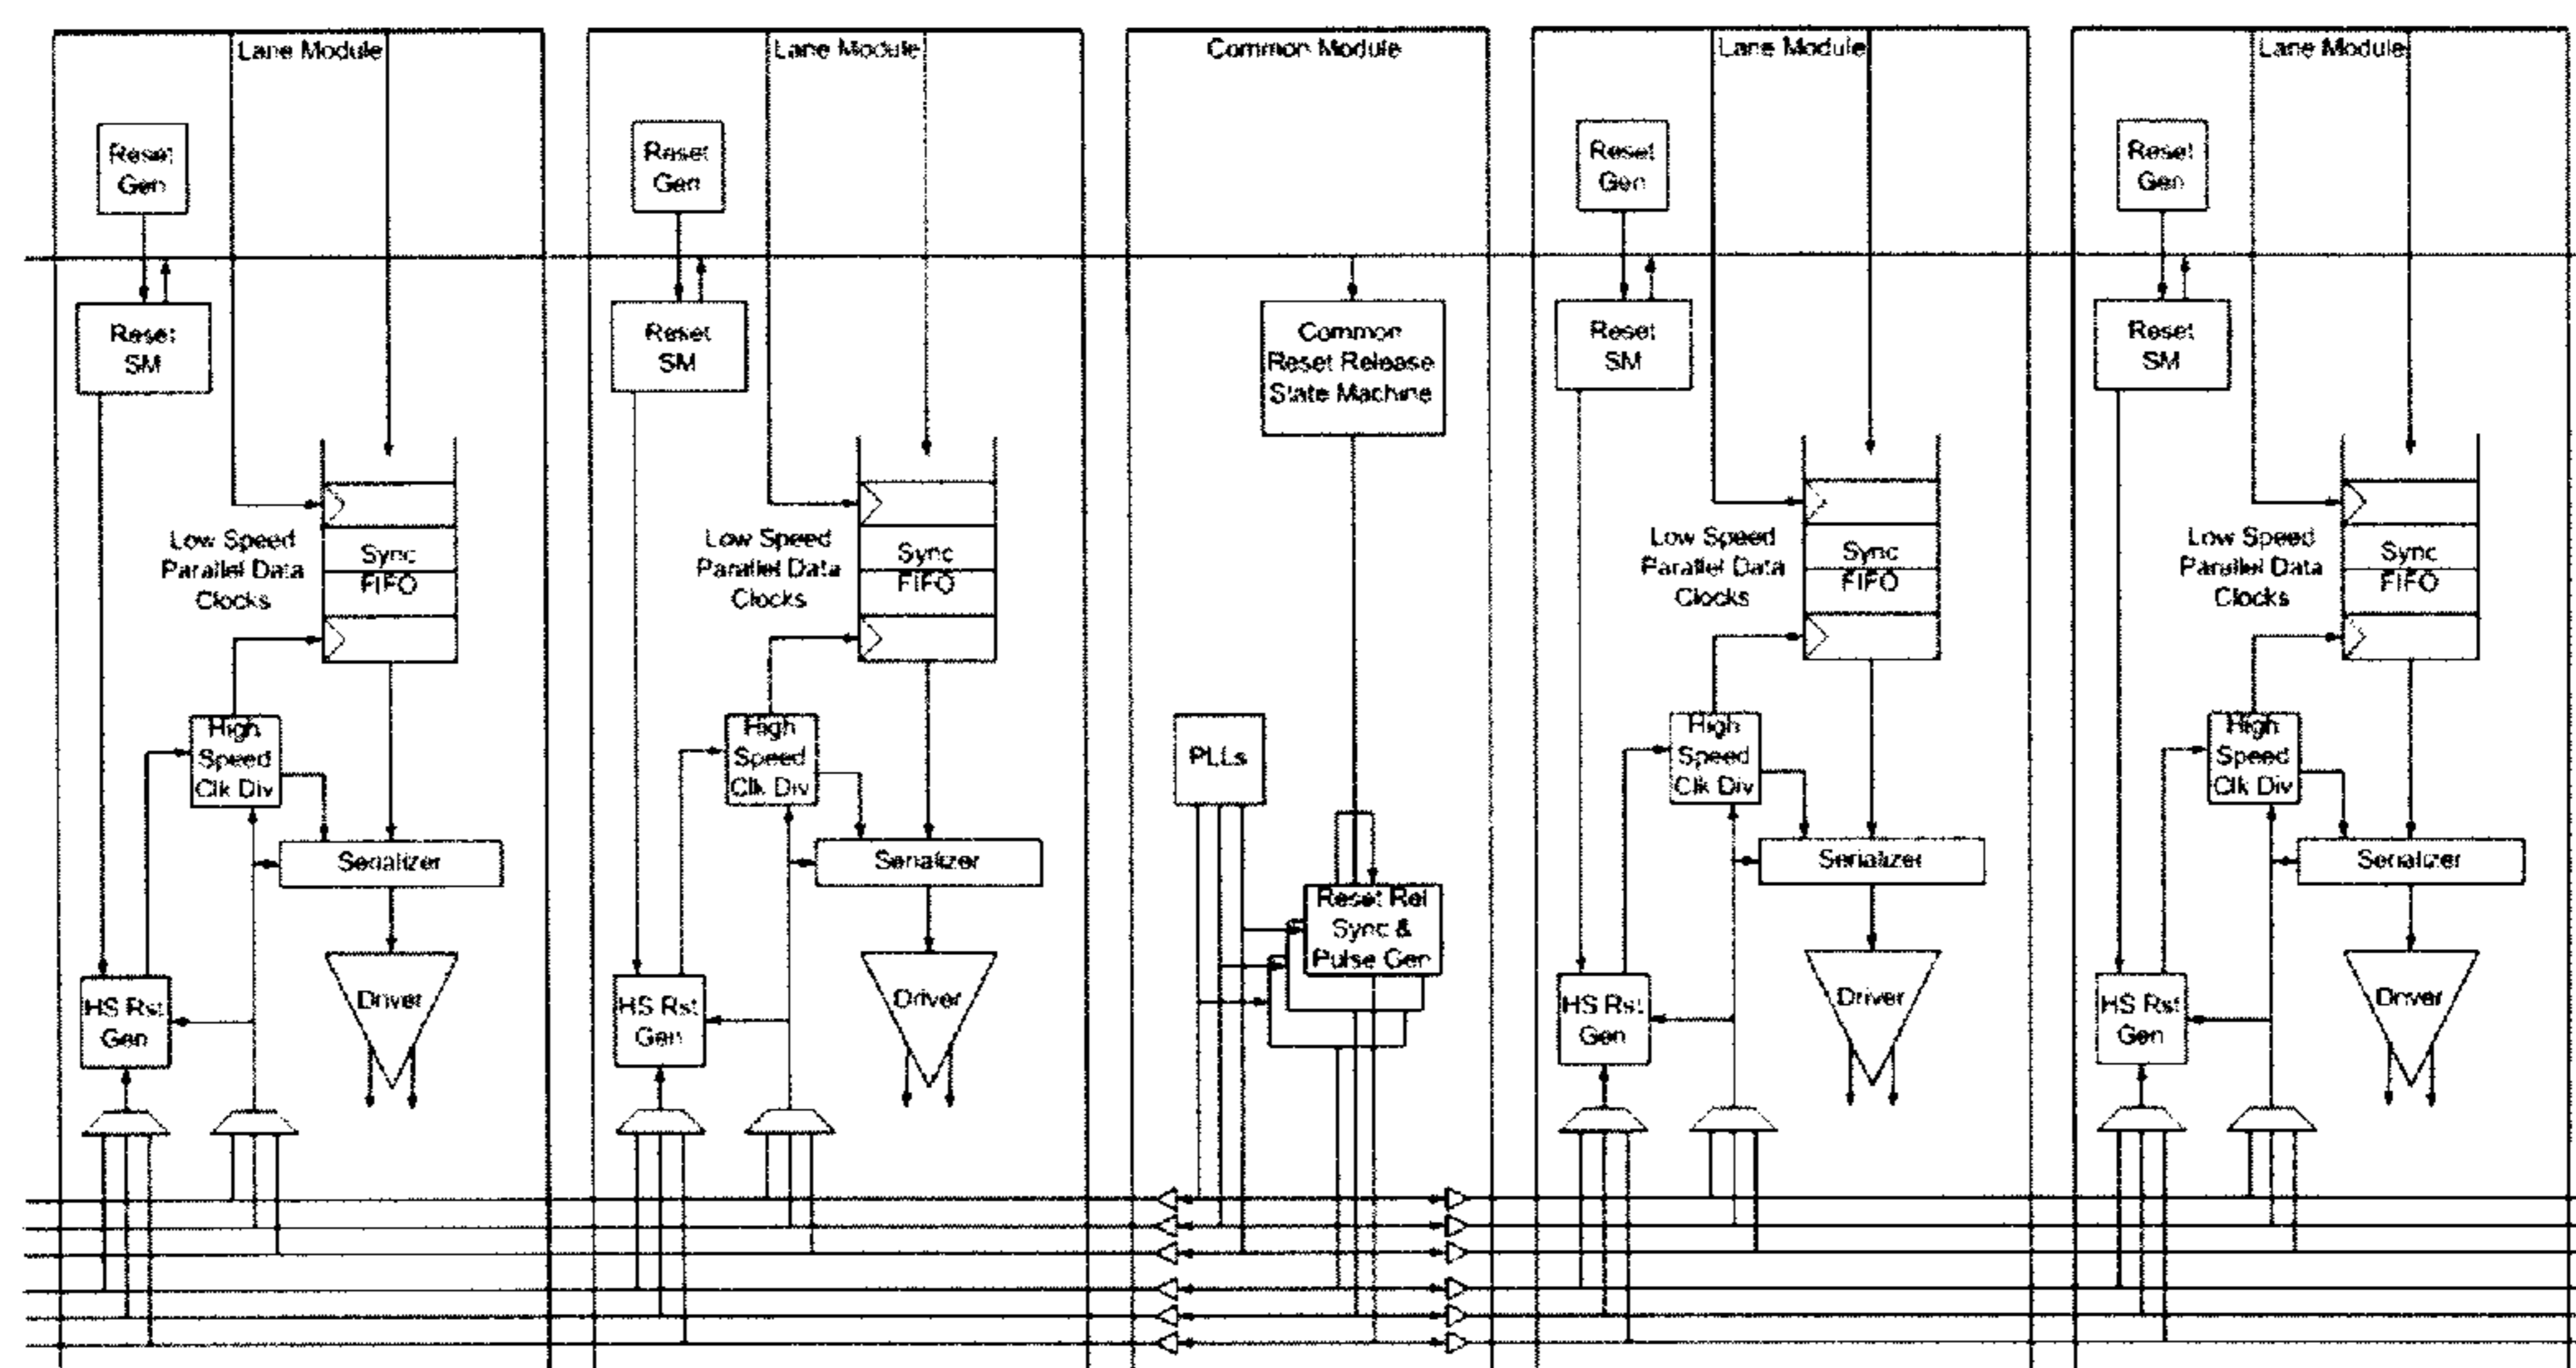 Lane Module
Reset
Gen
Reset
SM
Low Speed
Parallel Data
Clocks
Sync
FIFO
High
Speed
Clk Div
Serializer
HS Rst
Gen
Driver
Lane Module
Reset
Gen
Reset
SM
Low Speed
Parallel Data
Clocks
Sync
FIFO
High
Speed
Clk Div
Serializer
HS Rst
Gen
Driver
Common Module
Common
Reset Release
State Machine
PLLs
Reset Rel
Sync &
Pulse Gen
Lane Module
Reset
Gen
Reset
SM
Low Speed
Parallel Data
Clocks
Sync
FIFO
High
Speed
Clk Div
Serializer
HS Rst
Gen
Driver
Lane Module
Reset
Gen
Reset
SM
Low Speed
Parallel Data
Clocks
Sync
FIFO
High
Speed
Clk Div
Serializer
HS Rst
Gen
Driver